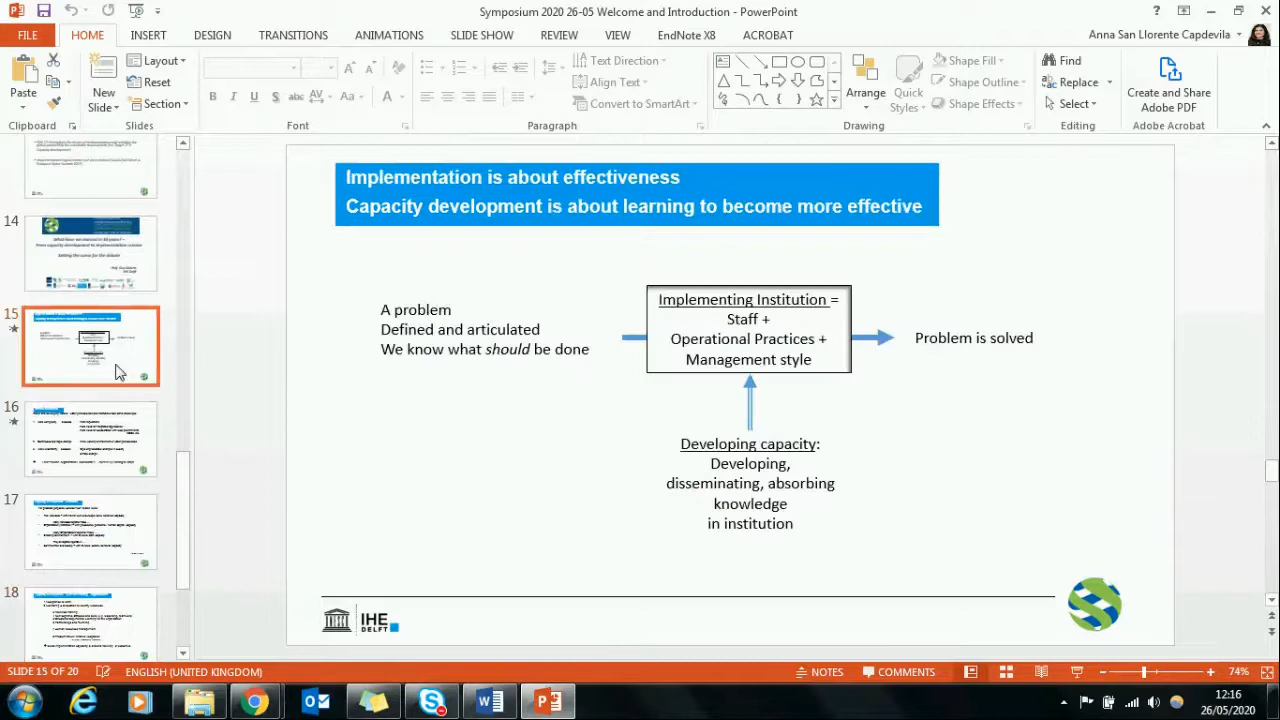 Symposium 2020 26-05 Welcome and Introduction - PowerPoint
FILE HOME INSERT DESIGN TRANSITIONS ANIMATIONS SLIDE SHOW REVIEW VIEW EndNote X8 ACROBAT
Anna San Llorente Capdevila
Paste
New
Slide
Layout
Reset
Section
Text Direction
Align Text
Convert to SmartArt
Arrange
Quick
Styles
Shape Fill
Shape Outline
Shape Effects
Find
Replace
Select
Create and Share
Adobe PDF
Clipboard Slides Font Paragraph Drawing Editing Adobe Acrobat
14
15
16
17
18
Implementation is about effectiveness
Capacity development is about learning to become more effective
A problem
Defined and articulated
We know what should be done
Implementing Institution =
Staff +
Operational Practices +
Management style
Problem is solved
Developing capacity:
Developing,
disseminating, absorbing
knowledge
in institution
UNESCO
IHE
DELFT
SLIDE 15 OF 20 ENGLISH (UNITED KINGDOM) NOTES COMMENTS 74%
12:16
26/05/2020